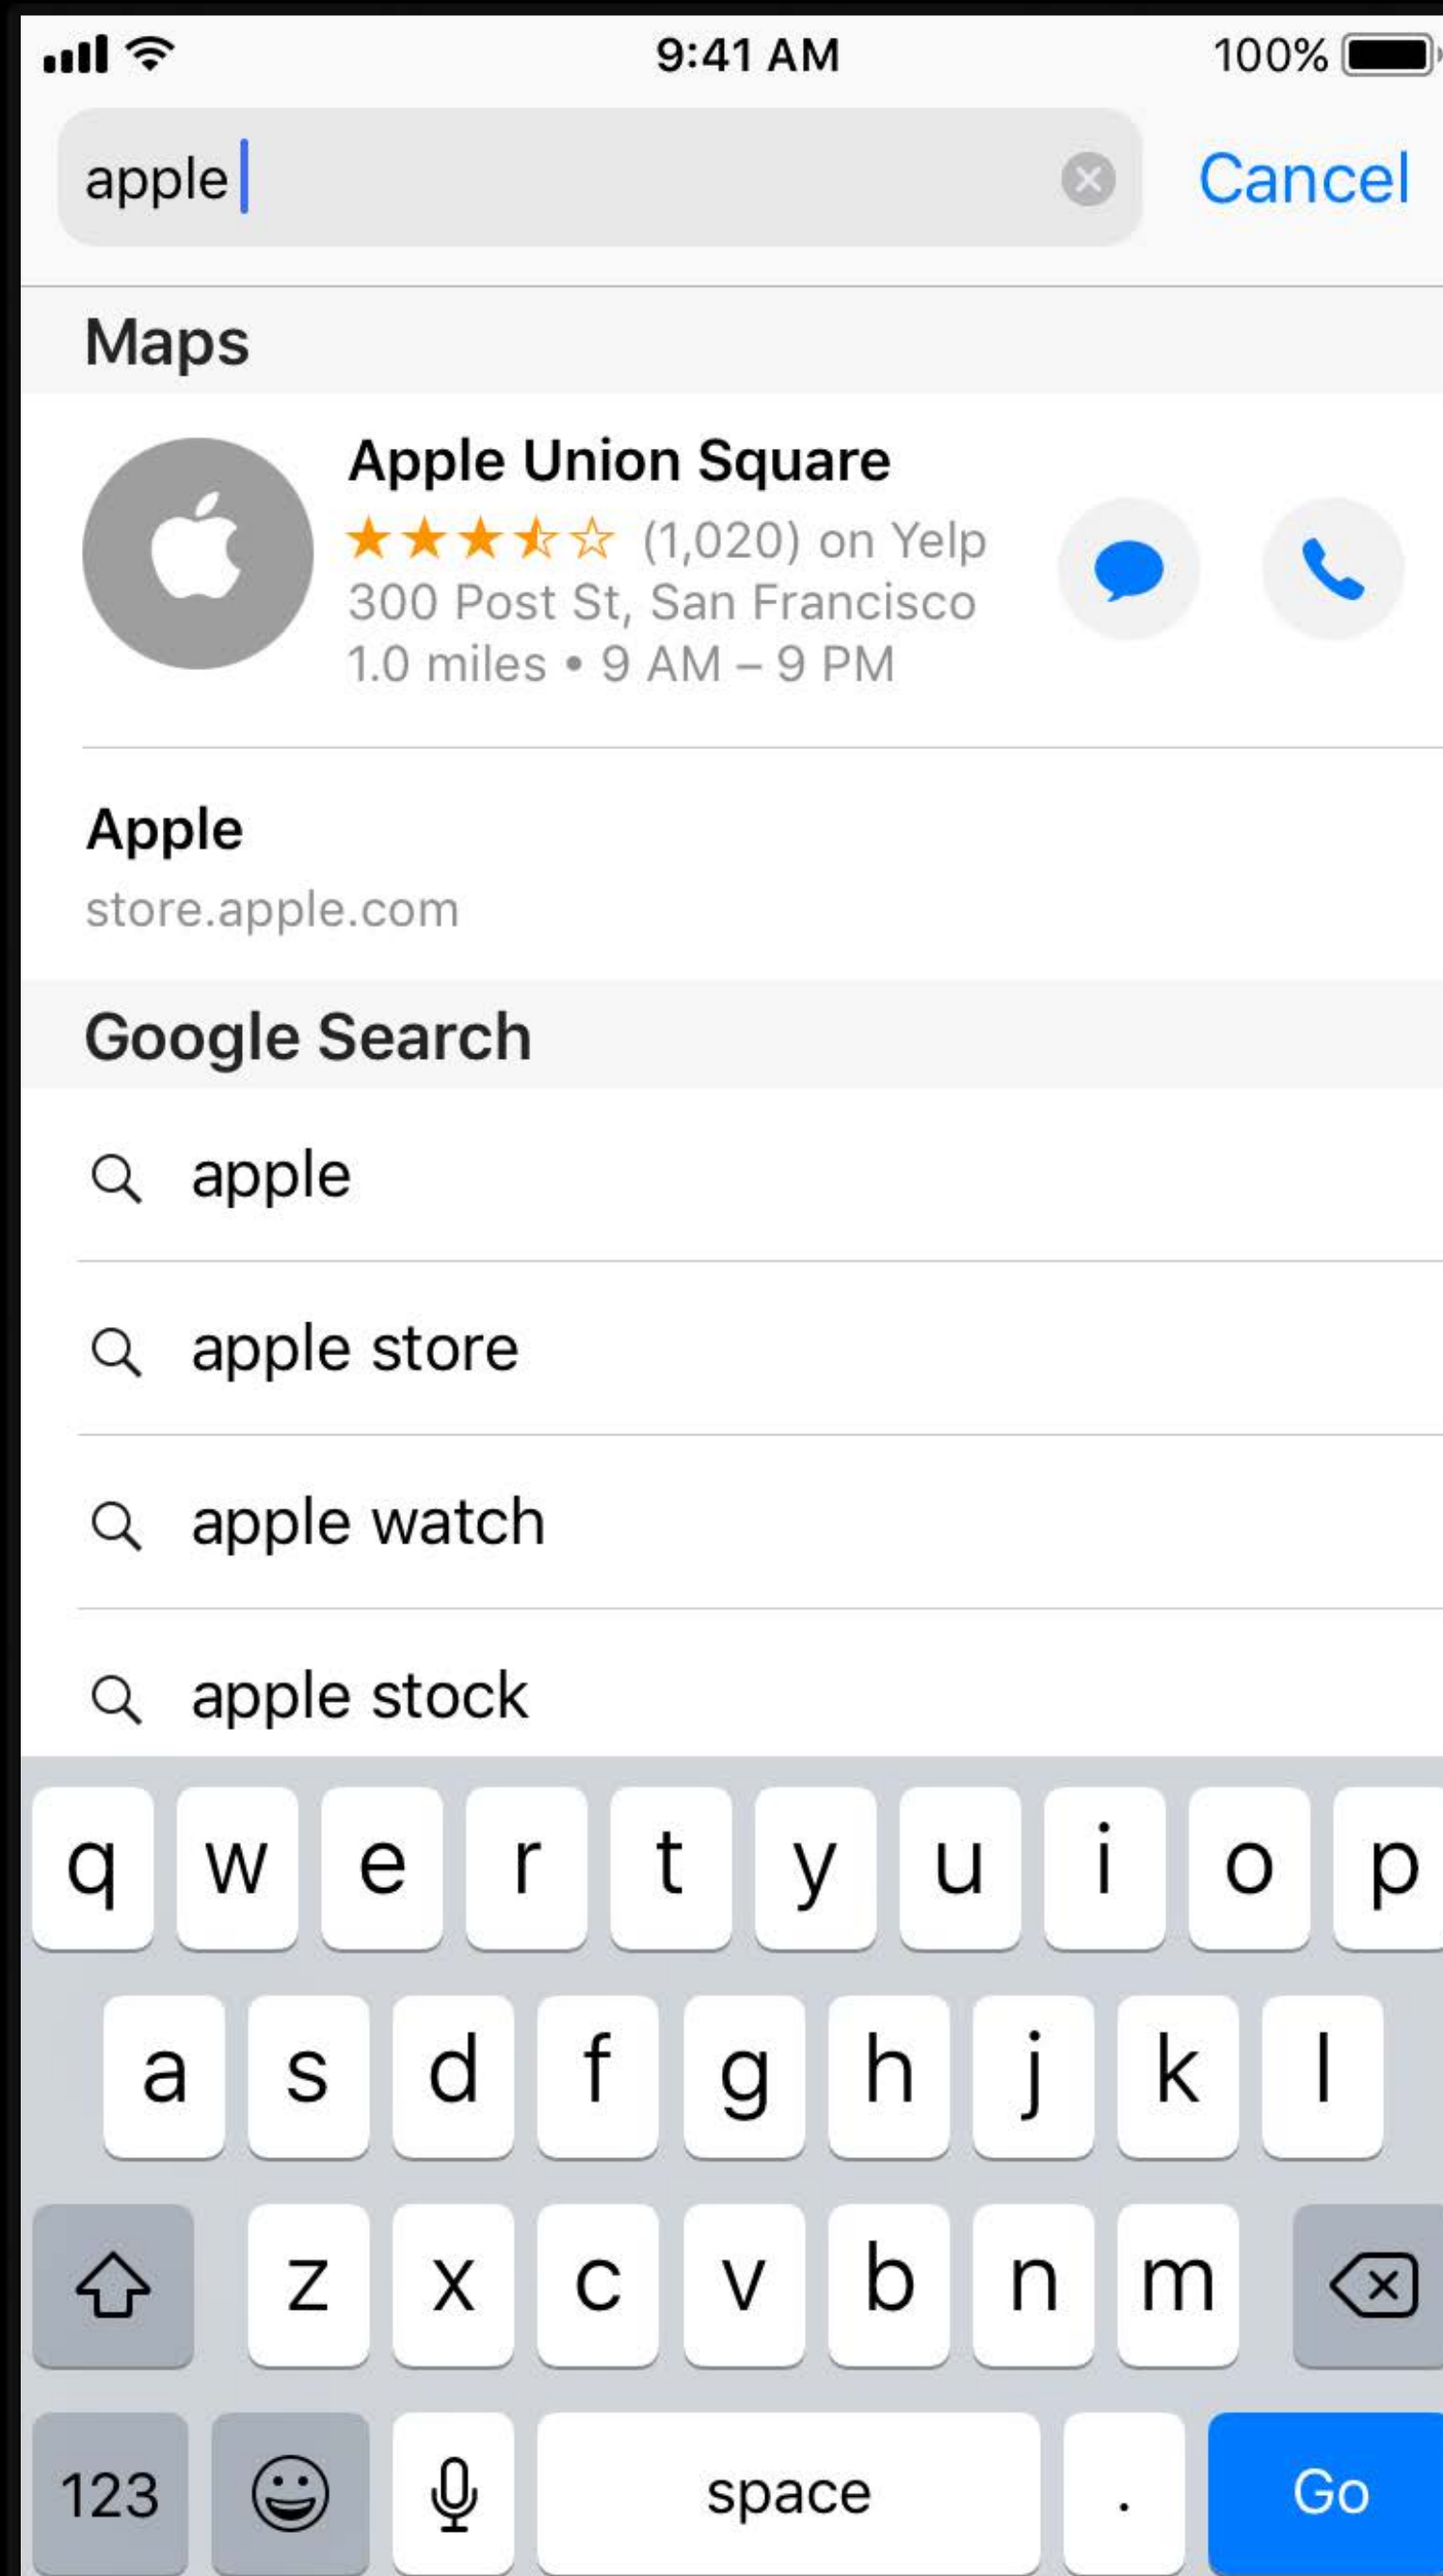 9:41 AM 100%
apple Cancel
Maps
Apple Union Square
(1,020) on Yelp
300 Post St, San Francisco
1.0 miles • 9 AM – 9 PM
Apple
store.apple.com
Google Search
apple
apple store
apple watch
apple stock
q w e r t y u i o p
a s d f g h j k l
z x c v b n m
123 space . Go